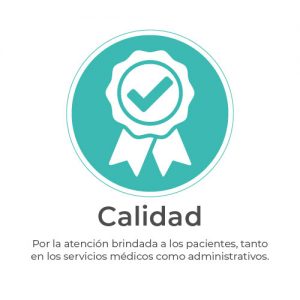 Calidad
Por la atención brindada a los pacientes, tanto
en los servicios médicos como administrativos.